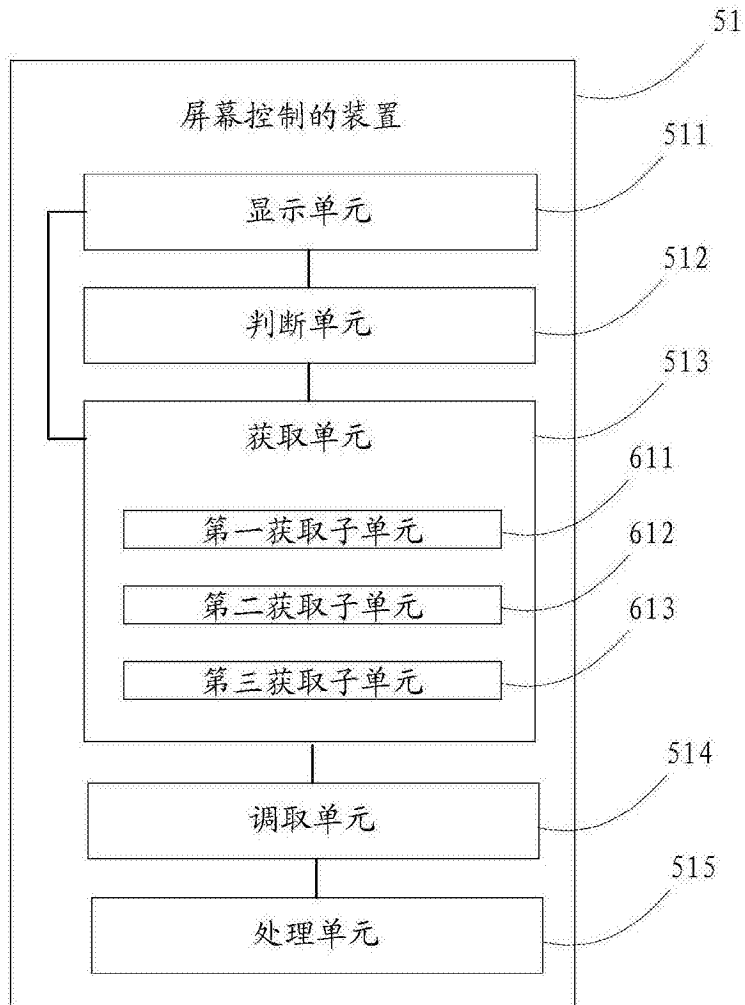 51
屏幕控制的装置
511
显示单元
512
判断单元
513
获取单元
611
第一获取子单元
612
第二获取子单元
613
第三获取子单元
514
调取单元
515
处理单元